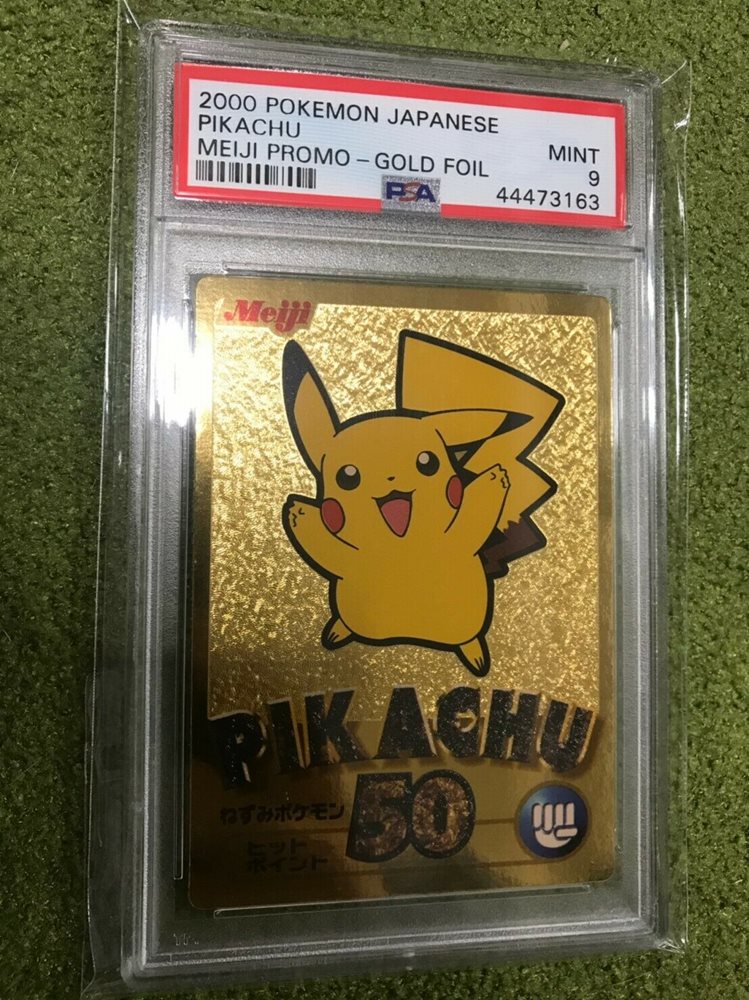 2000 POKEMON JAPANESE
PIKACHU
MINT
MEIJI PROMO – GOLD FOIL
9
PSA
44473163
Meiji
PIKACHU
ねずみポケモン
50
ヒット
ポイント